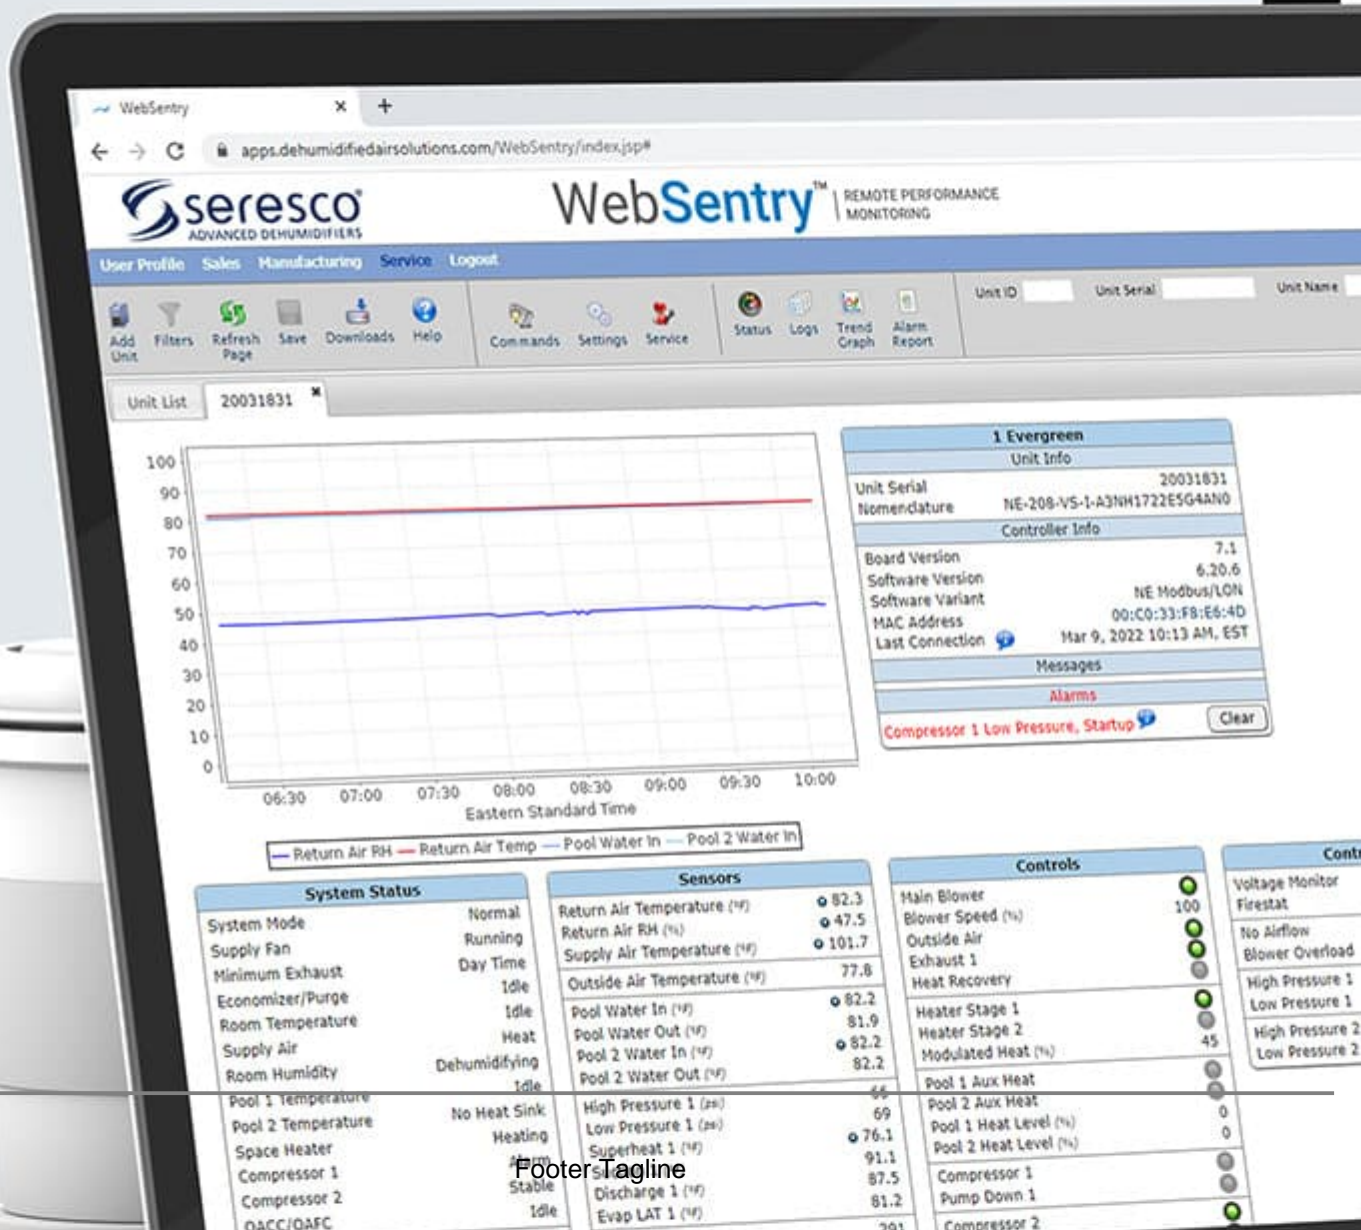 WebSentry
apps.dehumidifiedairsolutions.com/WebSentry/index.jsp#
seresco
ADVANCED DEHUMIDIFIERS
WebSentry™ | REMOTE PERFORMANCE
MONITORING
User Profile Sales Manufacturing Service Logout
Unit ID Unit Serial Unit Name
Add Unit
Filters
Refresh Page
Save
Downloads
Help
Commands
Settings
Service
Status
Logs
Trend Graph
Alarm Report
Unit List 20031831
100
90
80
70
60
50
40
30
20
10
0
06:30 07:00 07:30 08:00 08:30 09:00 09:30 10:00
Eastern Standard Time
Return Air RH Return Air Temp Pool Water In Pool 2 Water In
1 Evergreen
Unit Info
Unit Serial 20031831
Nomenclature NE-208-VS-1-A3NH1722E5G4AN0
Controller Info
Board Version 7.1
Software Version 6.20.6
Software Variant NE Modbus/LON
MAC Address 00:C0:33:F8:E6:4D
Last Connection Mar 9, 2022 10:13 AM, EST
Messages
Alarms
Compressor 1 Low Pressure, Startup Clear
System Status
System Mode Normal
Supply Fan Running
Minimum Exhaust Day Time
Economizer/Purge Idle
Room Temperature Idle
Supply Air Heat
Room Humidity Dehumidifying
Pool 1 Temperature Idle
Pool 2 Temperature No Heat Sink
Space Heater Heating
Compressor 1 Alarm
Compressor 2 Stable
OACC/OAFC Idle
Sensors
Return Air Temperature (°F) 82.3
Return Air RH (%) 47.5
Supply Air Temperature (°F) 101.7
Outside Air Temperature (°F) 77.8
Pool Water In (°F) 82.2
Pool Water Out (°F) 81.9
Pool 2 Water In (°F) 82.2
Pool 2 Water Out (°F) 82.2
High Pressure 1 (psi) 66
Low Pressure 1 (psi) 69
Superheat 1 (°F) 76.1
91.1
Discharge 1 (°F) 87.5
Evap LAT 1 (°F) 81.2
291
Controls
Main Blower
Blower Speed (%) 100
Outside Air
Exhaust 1
Heat Recovery
Heater Stage 1
Heater Stage 2
Modulated Heat (%) 45
Pool 1 Aux Heat
Pool 2 Aux Heat
Pool 1 Heat Level (%) 0
Pool 2 Heat Level (%) 0
Compressor 1
Pump Down 1
Compressor 2
Voltage Monitor
Firestat
No Airflow
Blower Overload
High Pressure 1
Low Pressure 1
High Pressure 2
Low Pressure 2
Footer Tagline